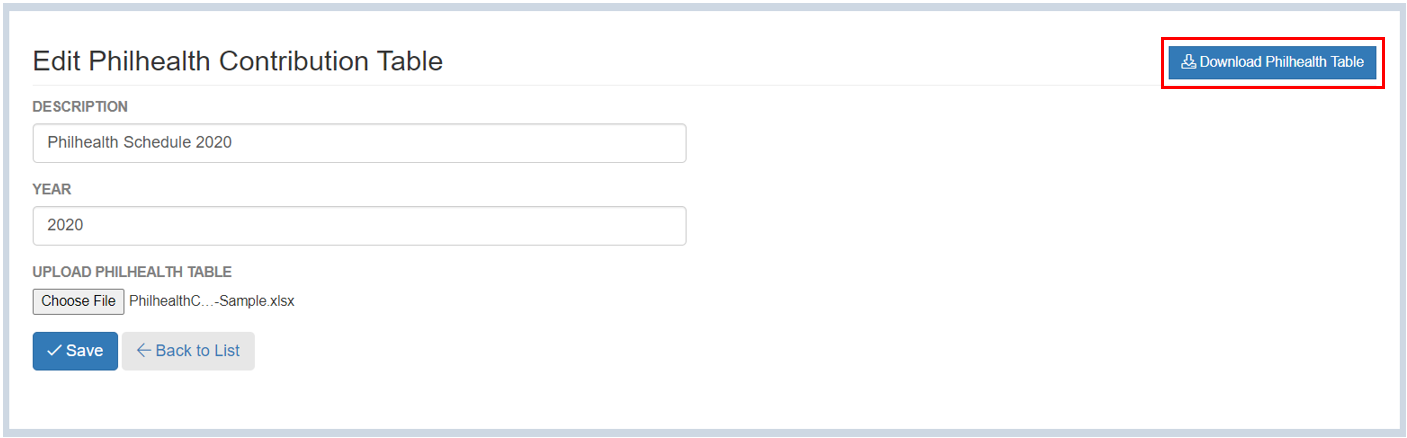 Edit Philhealth Contribution Table
Download Philhealth Table
DESCRIPTION
Philhealth Schedule 2020
YEAR
2020
UPLOAD PHILHEALTH TABLE
Choose File PhilhealthC...-Sample.xlsx
Save Back to List